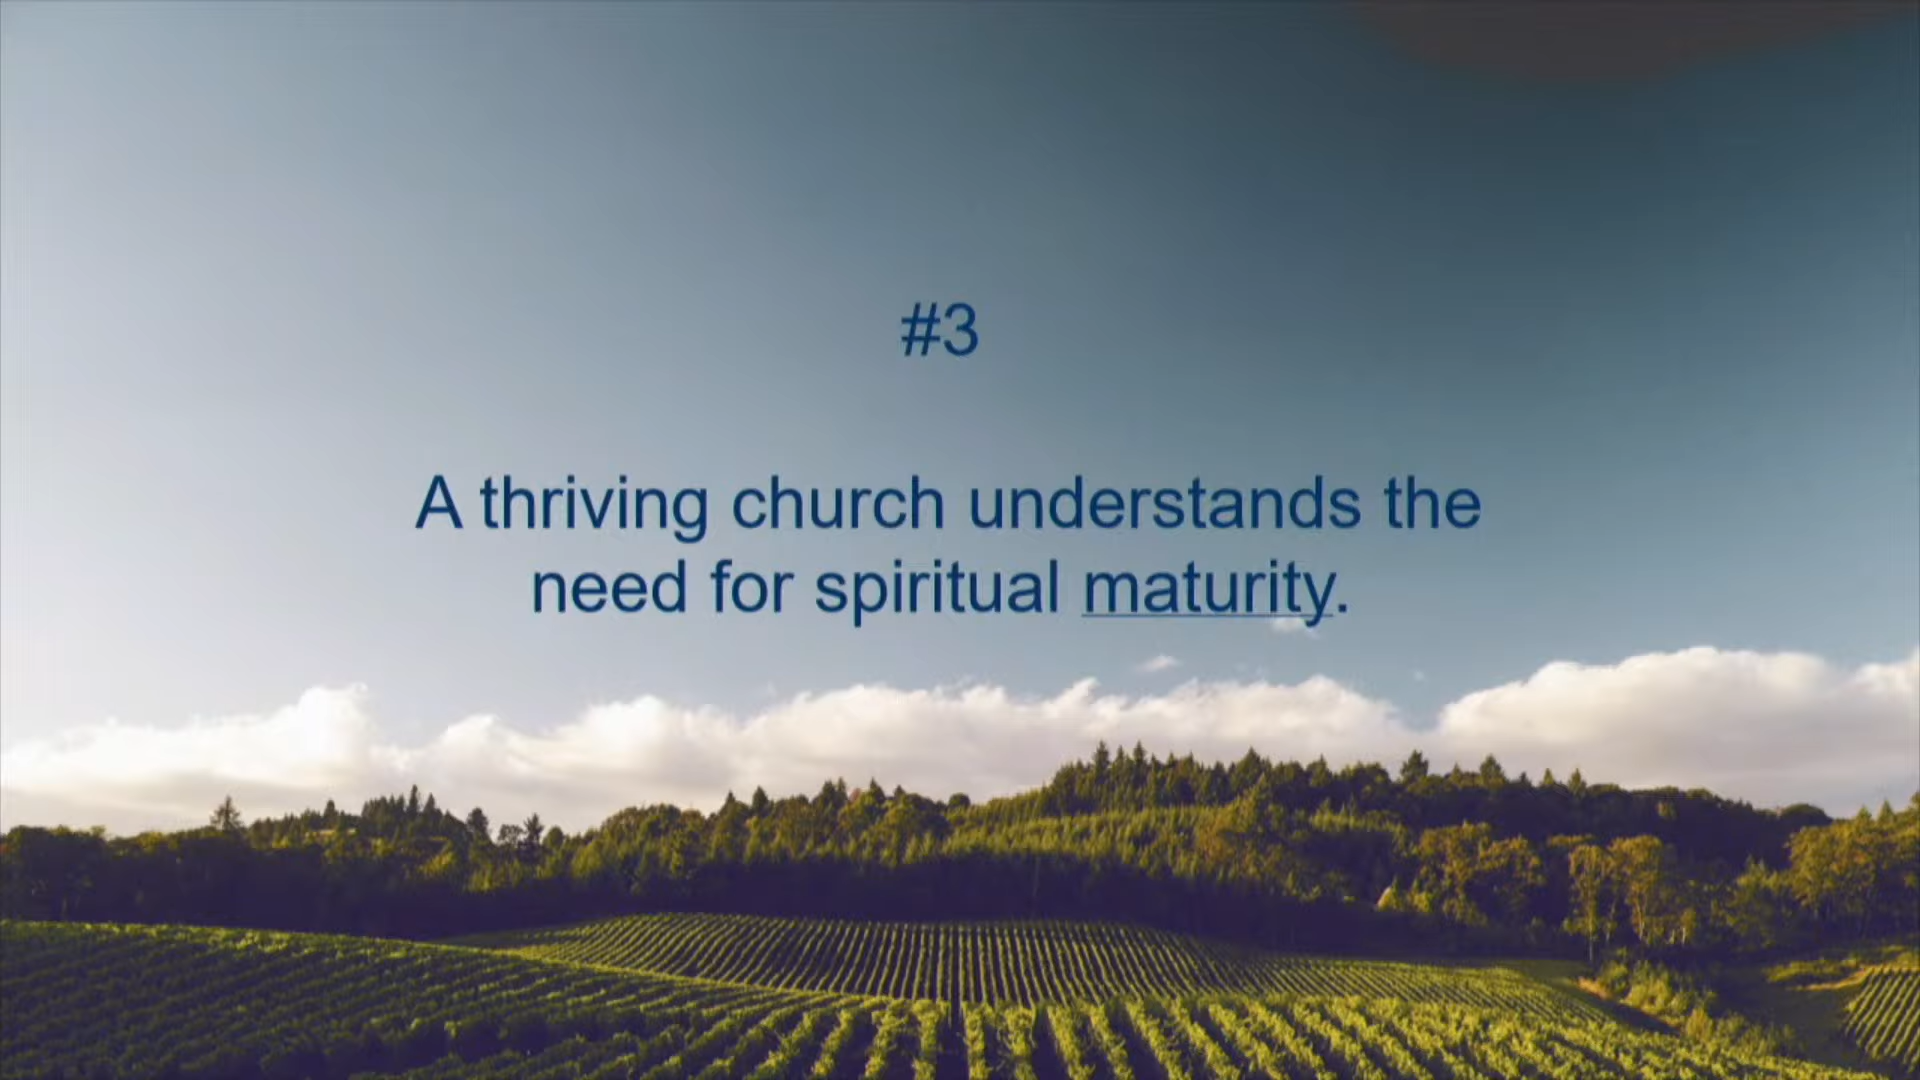 #3
A thriving church understands the
need for spiritual maturity.